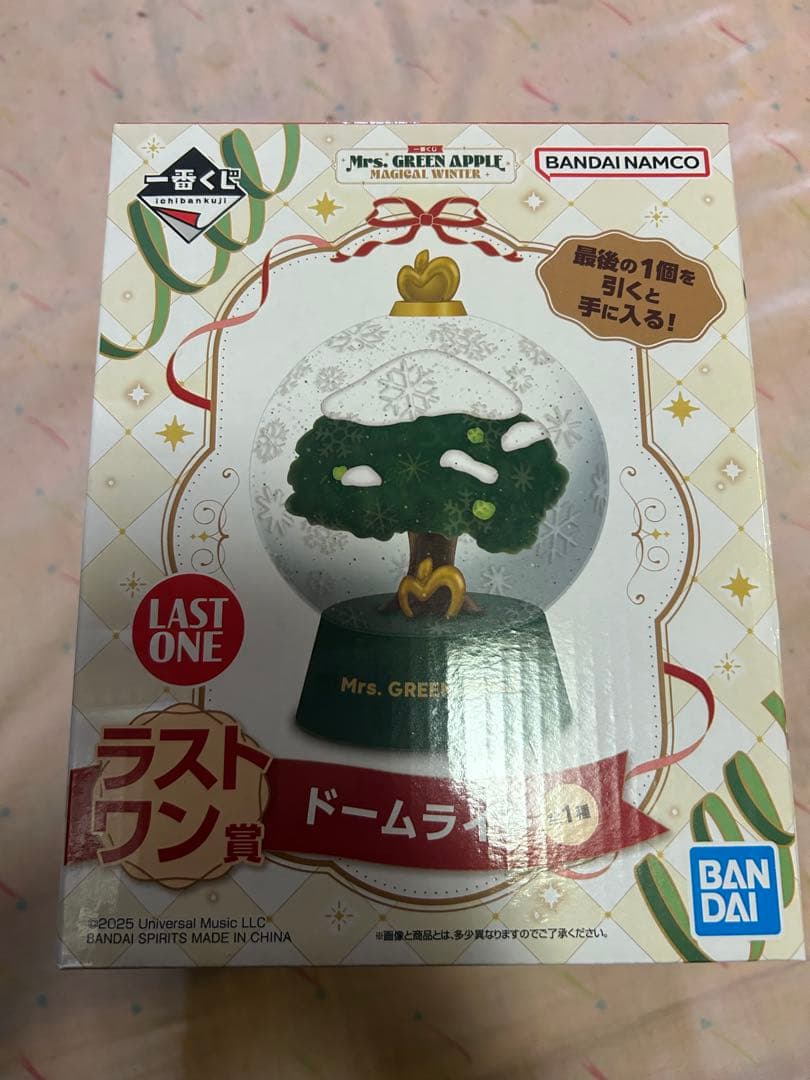 一番くじ
ichibankuji
一番くじ
Mrs. GREEN APPLE
MAGICAL WINTER
BANDAI NAMCO
最後の1個を
引くと
手に入る!
Mrs. GREEN
LAST
ONE
ラスト
ワン賞
ドームライ
全1種
BAN
DAI
©2025 Universal Music LLC
BANDAI SPIRITS MADE IN CHINA
※画像と商品とは、多少異なりますのでご了承ください。